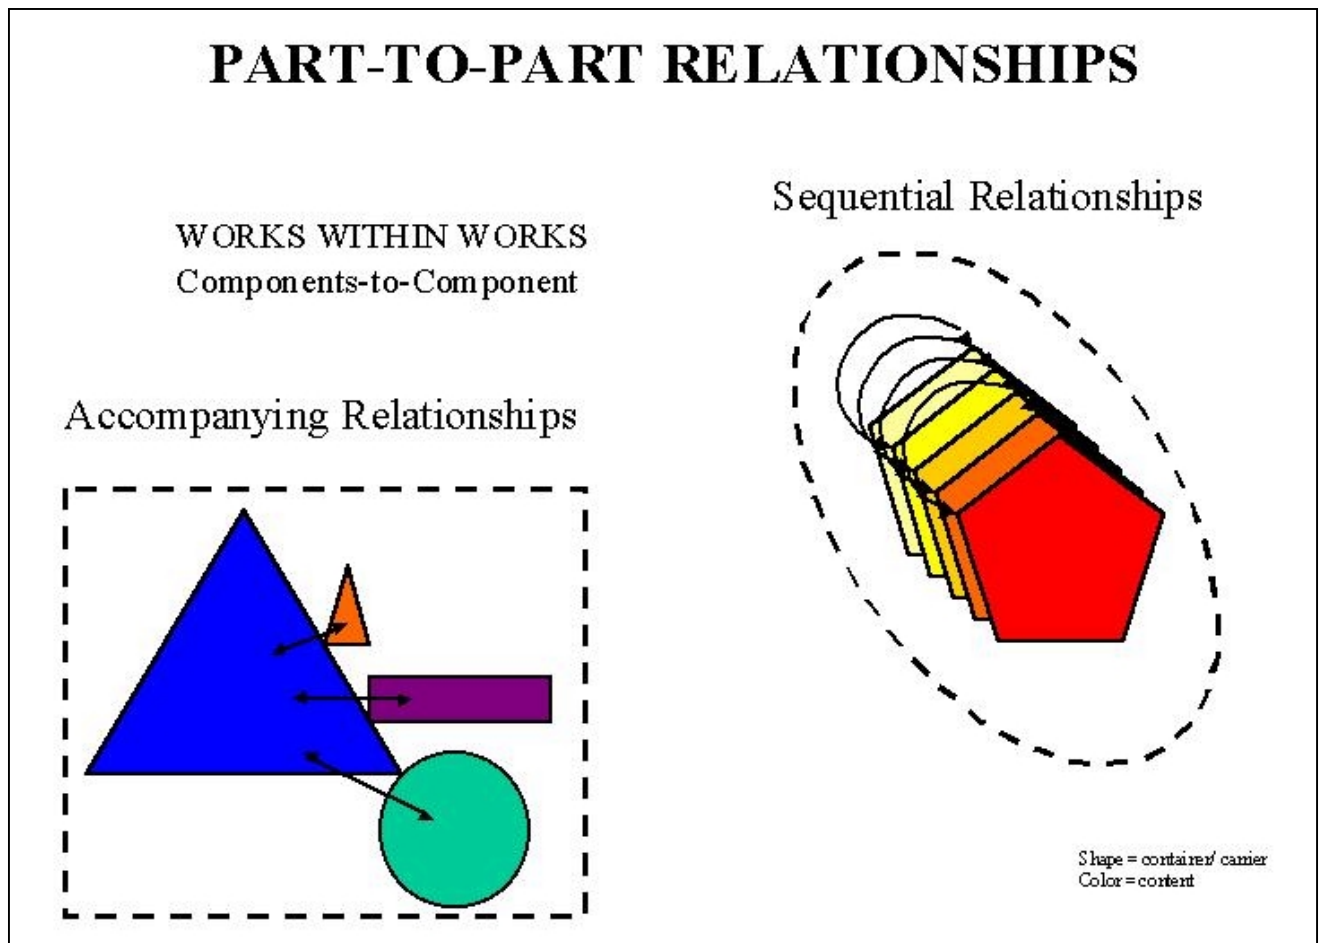 PART-TO-PART RELATIONSHIPS
Sequential Relationships
WORKS WITHIN WORKS
Components-to-Component
Accompanying Relationships
Shape = container/ carrier
Color = content